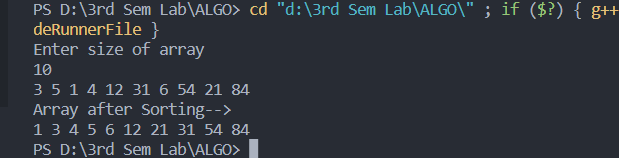 PS D:\3rd Sem Lab\ALGO> cd "d:\3rd Sem Lab\ALGO\" ; if ($?) { g++
deRunnerFile }
Enter size of array
10
3 5 1 4 12 31 6 54 21 84
Array after Sorting-->
1 3 4 5 6 12 21 31 54 84
PS D:\3rd Sem Lab\ALGO>